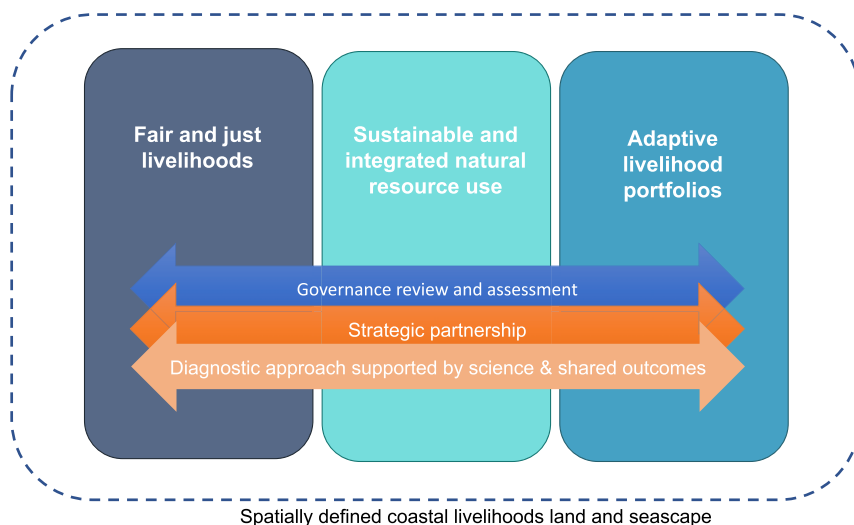 Fair and just
livelihoods
Sustainable and
integrated natural
resource use
Adaptive
livelihood
portfolios
Governance review and assessment
Strategic partnership
Diagnostic approach supported by science & shared outcomes
Spatially defined coastal livelihoods land and seascape